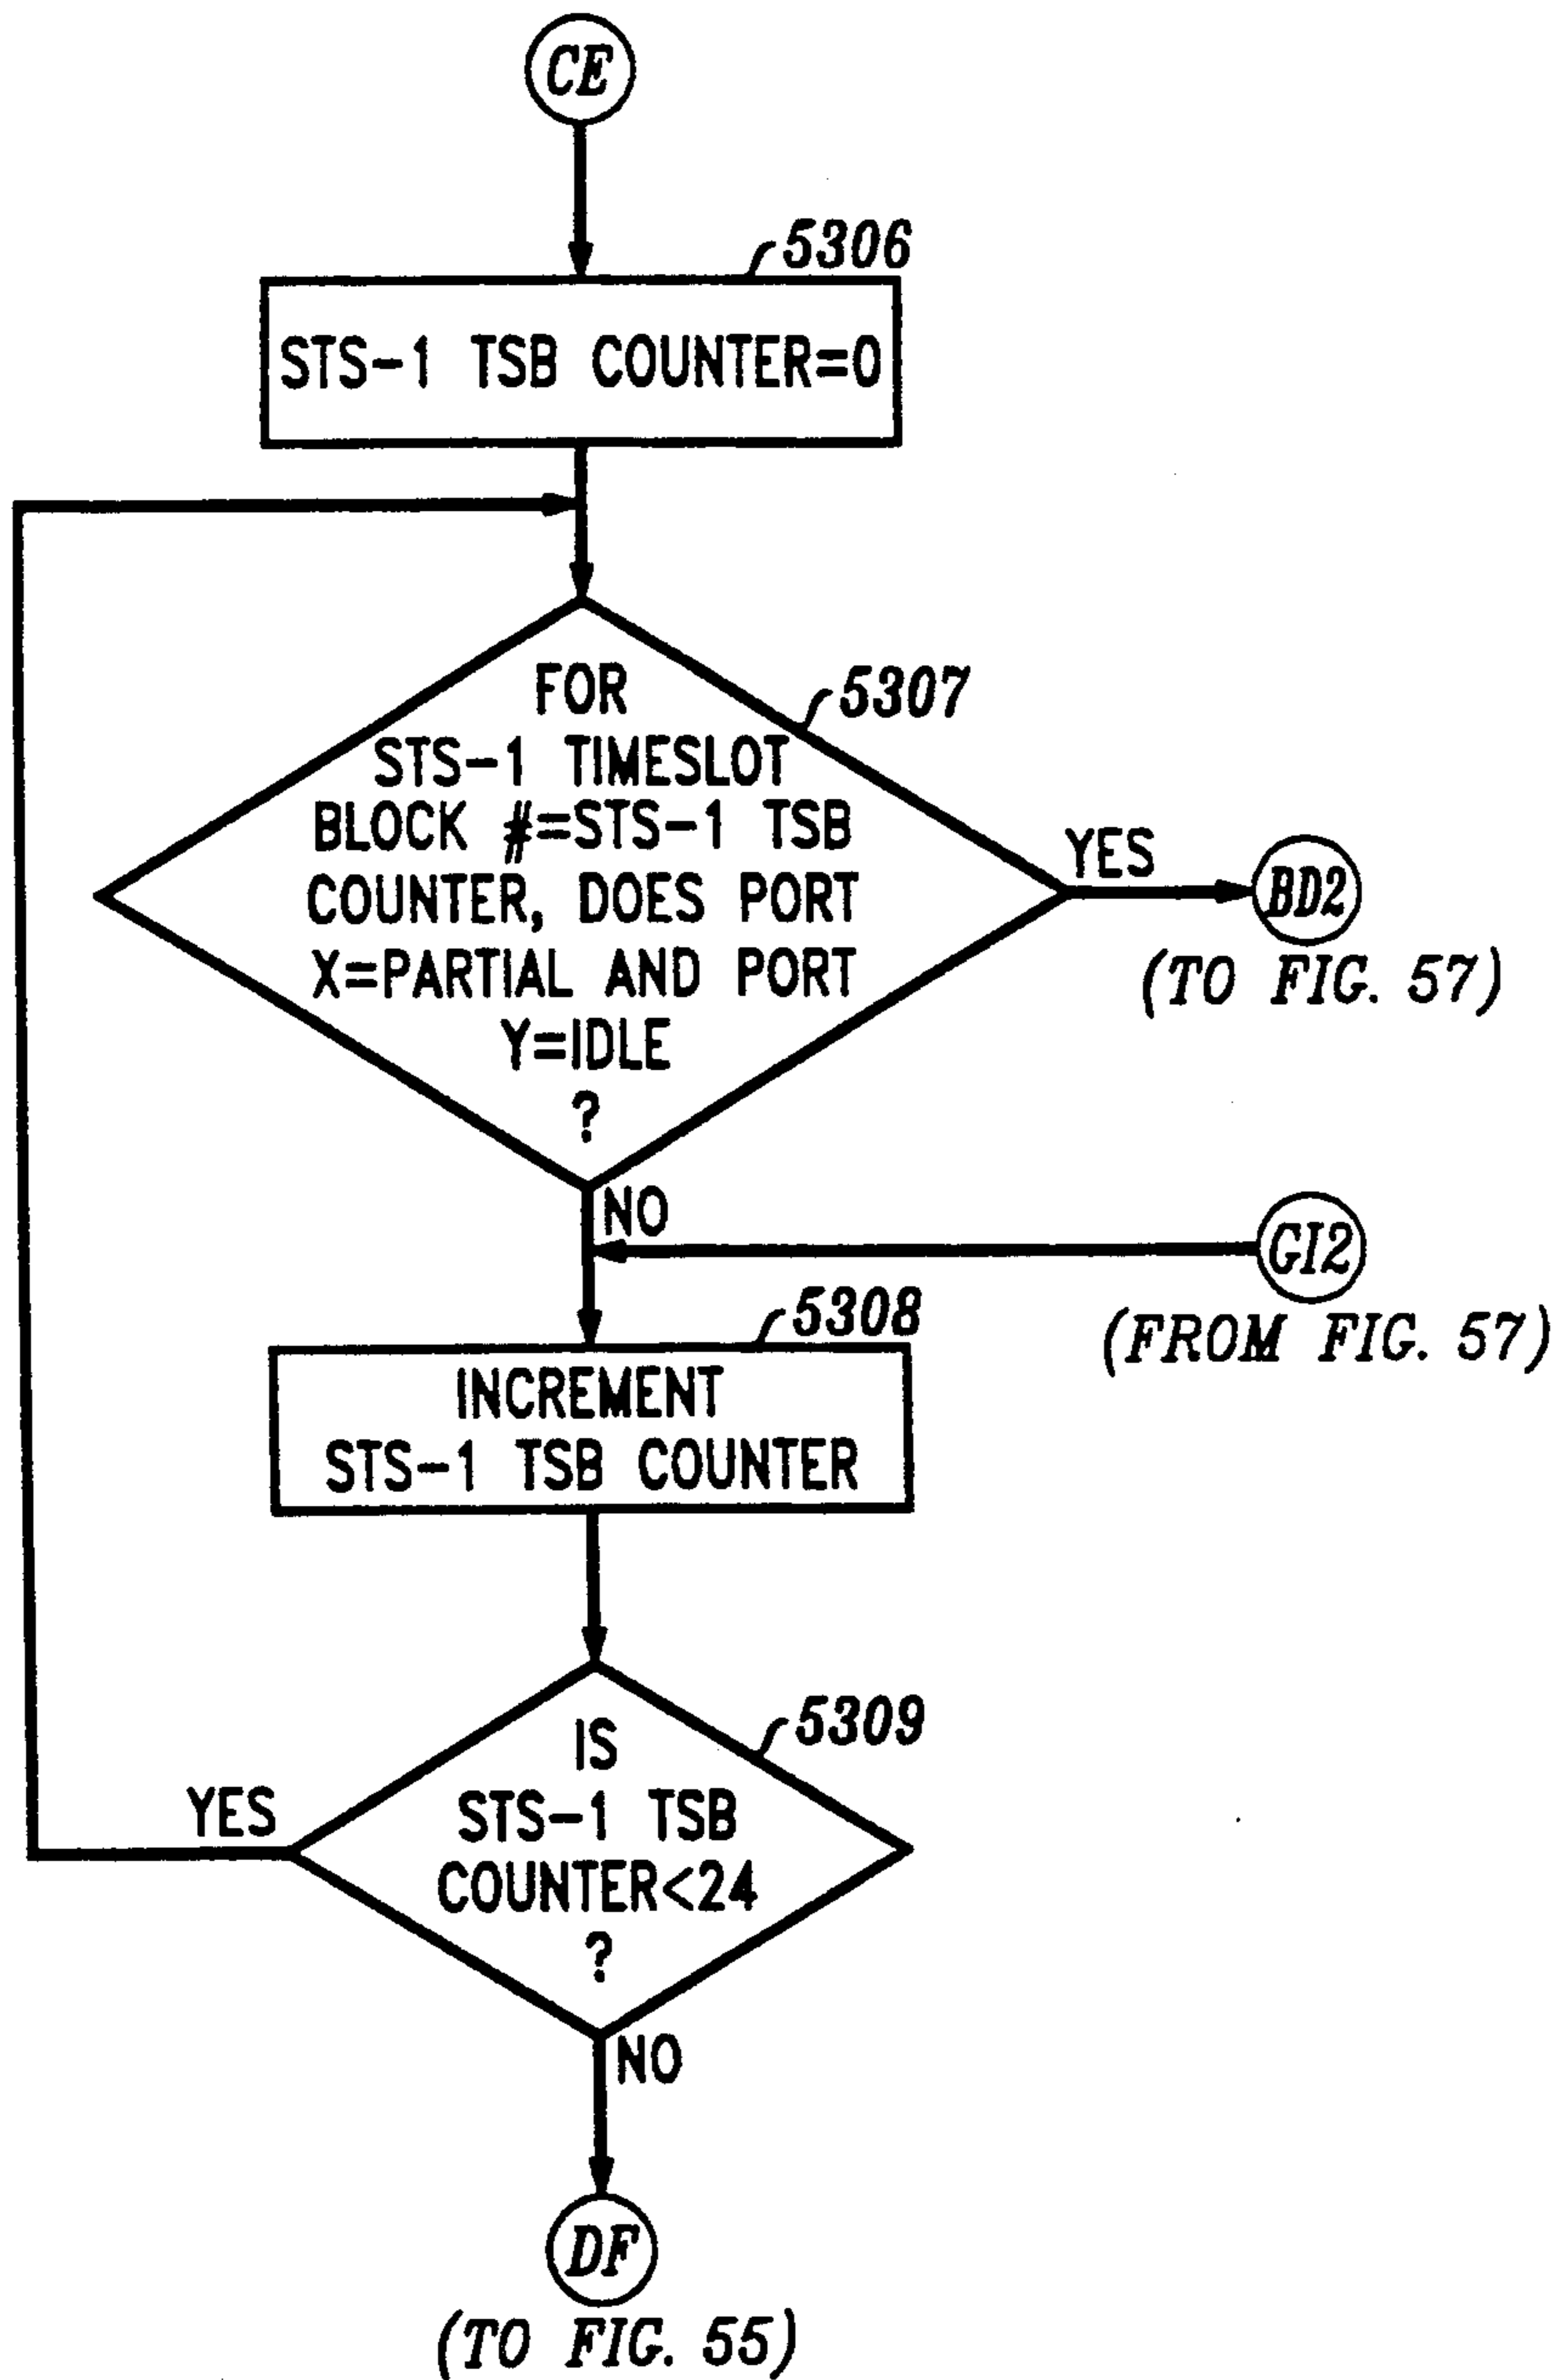 CE
5306
STS-1 TSB COUNTER=0
5307
FOR
STS-1 TIMESLOT
BLOCK #=STS-1 TSB
COUNTER, DOES PORT
X=PARTIAL AND PORT
Y=IDLE
?
YES
BD2
(TO FIG. 57)
NO
GI2
(FROM FIG. 57)
5308
INCREMENT
STS-1 TSB COUNTER
5309
IS
STS-1 TSB
COUNTER<24
?
YES
NO
DF
(TO FIG. 55)